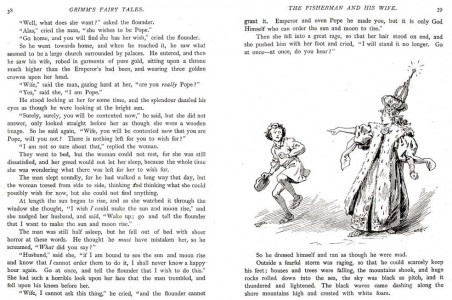 38 GRIMM'S FAIRY TALES.
"Well, what does she want?" asked the flounder.
"Alas," cried the man, "she wishes to be Pope."
"Go home, and you will find she has her wish," cried the flounder.
So he went towards home, and when he reached it, he saw what
seemed to be a large church surrounded by palaces. He entered, and then
he saw his wife, robed in garments of pure gold, sitting upon a throne
much higher than the Emperor's had been, and wearing three golden
crowns upon her head.
"Wife," said the man, gazing hard at her, "are you really Pope?"
"Yes," said she, "I am Pope."
He stood looking at her for some time, and the splendour dazzled his
eyes as though he were looking at the bright sun.
"Surely, surely, you will be contented now," he said, but she did not
answer, only looked straight before her as though she were a wooden
image. So he said again, "Wife, you will be contented now that you are
Pope, will you not? There is nothing left for you to wish for?"
"I am not so sure about that," replied the woman.
They went to bed, but the woman could not rest, for she was still
dissatisfied, and her greed would not let her sleep, because the whole time
she was wondering what there was left for her to wish for.
The man slept soundly, for he had walked a long way that day, but
the woman tossed from side to side, thinking and thinking what she could
possibly wish for now, but she could not find anything.
At length the sun began to rise, and as she watched it through the
window she thought, "I wish I could make the sun and moon rise," and
she nudged her husband, and said, "Wake up; go and tell the flounder
that I want to make the sun and moon rise."
The man was still half asleep, but he fell out of bed with sheer
horror at these words. He thought he must have mistaken her, so he
screamed, "What did you say?"
"Husband," said she, "if I am bound to see the sun and moon rise
and know that I cannot order them to do it, I shall never know a happy
hour again. Go at once, and tell the flounder that I wish to do this."
She had such a horrible look upon her face that the man trembled, and
fell upon his knees before her.
"Wife, I cannot ask this thing," he cried, "and the flounder cannot
THE FISHERMAN AND HIS WIFE. 39
grant it. Emperor and even Pope he made you, but it is only God
Himself who can order the sun and moon to rise."
Then she fell into a great rage, so that her hair stood on end, and
she pushed him with her foot and cried, "I will stand it no longer. Go
at once—at once, do you hear?"
So he dressed himself and ran as though he were mad.
Outside a fearful storm was raging, so that he could scarcely keep
his feet; houses and trees were falling, the mountains shook, and huge
rocks rolled down into the sea, the sky was as black as pitch, and it
thundered and lightened. The black waves came dashing along the
shore mountains high and crested with white foam.